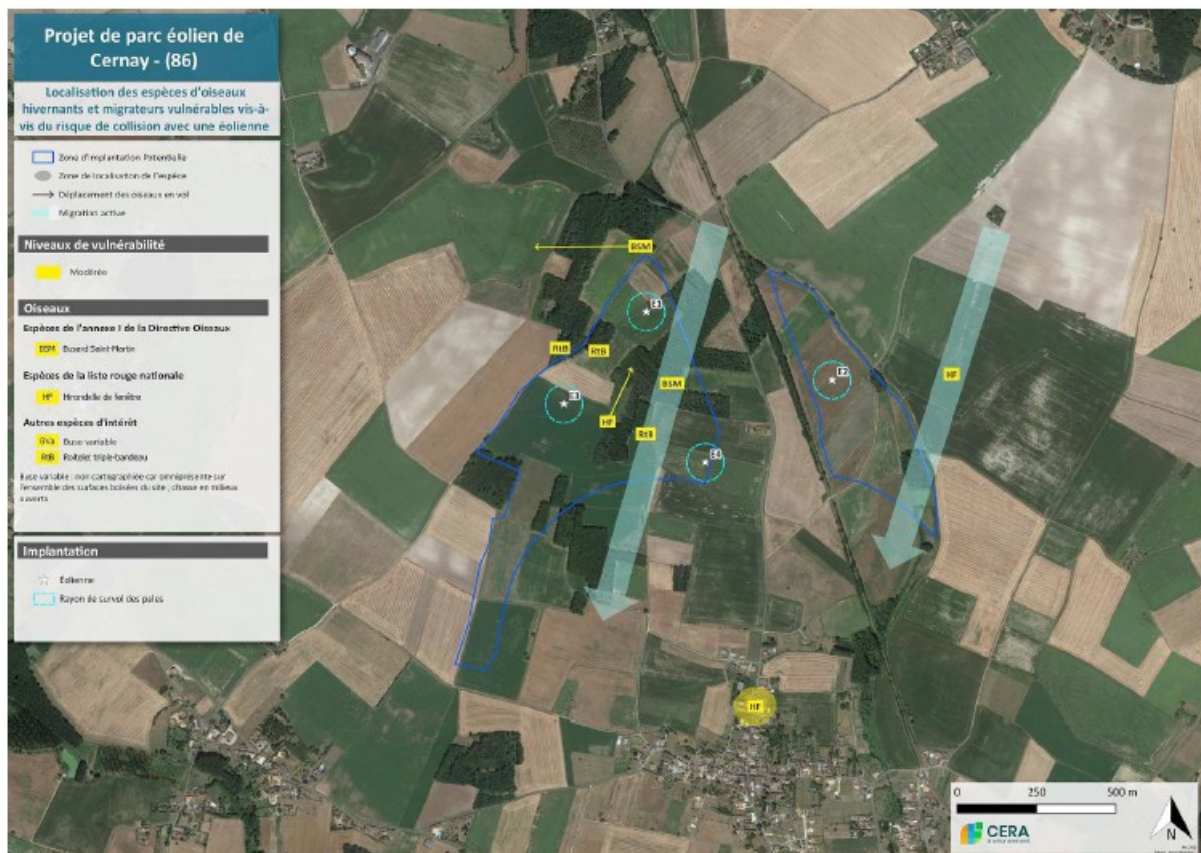 Projet de parc éolien de
Cernay - (86)
Localisation des espèces d'oiseaux
hivernants et migrateurs vulnérables vis-à-
vis du risque de collision avec une éolienne
Zone d'implantation Potentielle
Zone de localisation de l'espèce
Déplacement des oiseaux en vol
Migration active
Niveaux de vulnérabilité
Modérée
Oiseaux
Espèces de l'annexe I de la Directive Oiseaux
BSM Busard Saint-Martin
Espèces de la liste rouge nationale
HF Hirondelle de fenêtre
Autres espèces d'intérêt
BVa Buse variable
RtB Roitelet triple-bandeau
Buse variable : non cartographiée car omniprésente sur
l'ensemble des surfaces boisées du site ; chasse en milieux
ouverts
Implantation
Éolienne
Rayon de survol des pales
BSM
E1
RtB
RtB
BSM
E2
HF
HF
RtB
E4
HF
0 250 500 m
CERA
N